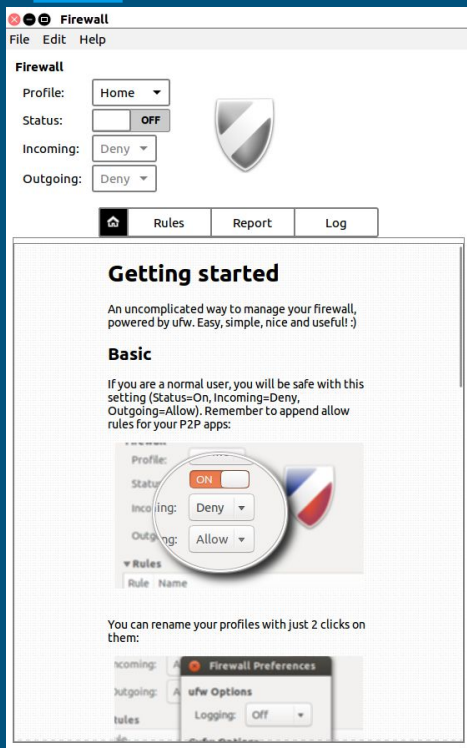 Firewall
File Edit Help
Firewall
Profile: Home
Status: OFF
Incoming: Deny
Outgoing: Deny
Rules Report Log
Getting started
An uncomplicated way to manage your firewall,
powered by ufw. Easy, simple, nice and useful! :)
Basic
If you are a normal user, you will be safe with this
setting (Status=On, Incoming=Deny,
Outgoing=Allow). Remember to append allow
rules for your P2P apps:
Profile:
ON
Deny
Allow
Rules
Rule Name
You can rename your profiles with just 2 clicks on
them:
Firewall Preferences
ufw Options
Logging: Off